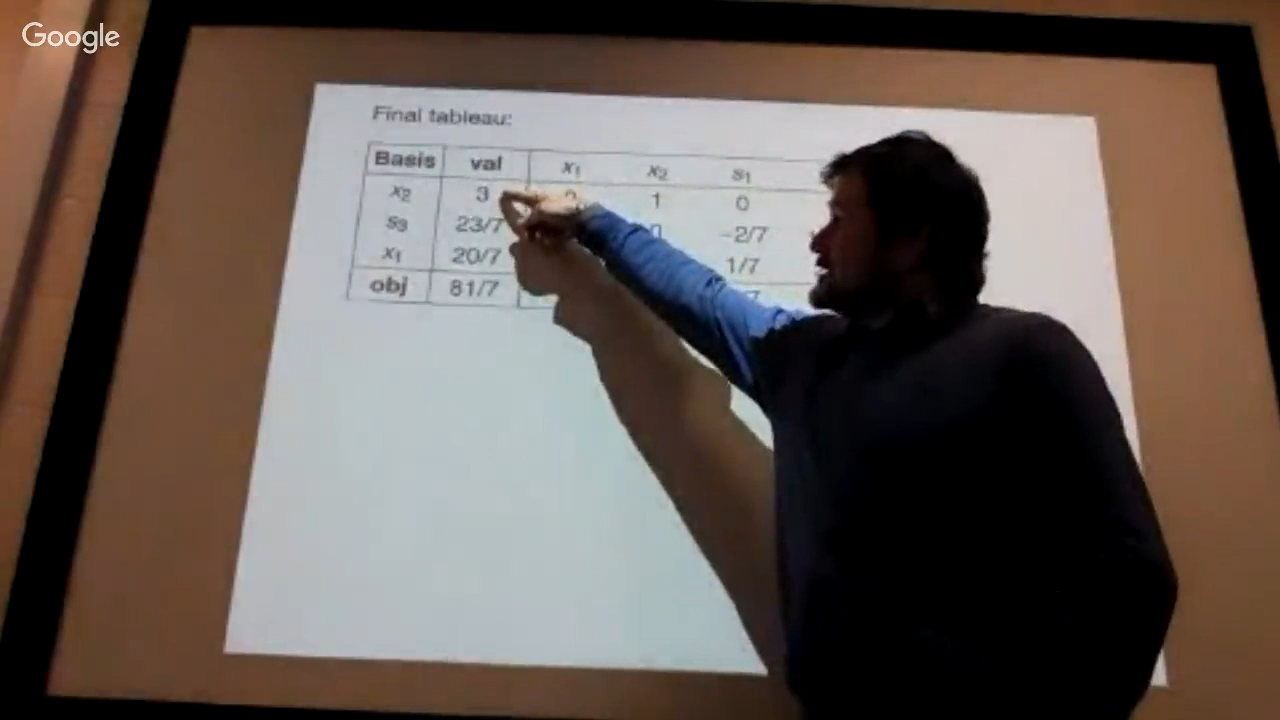 Google
Final tableau:
Basis val x₁ x₂ s₁
x₂ 3 1 0
s₃ 23/7 0 -2/7
x₁ 20/7 1/7
obj 81/7